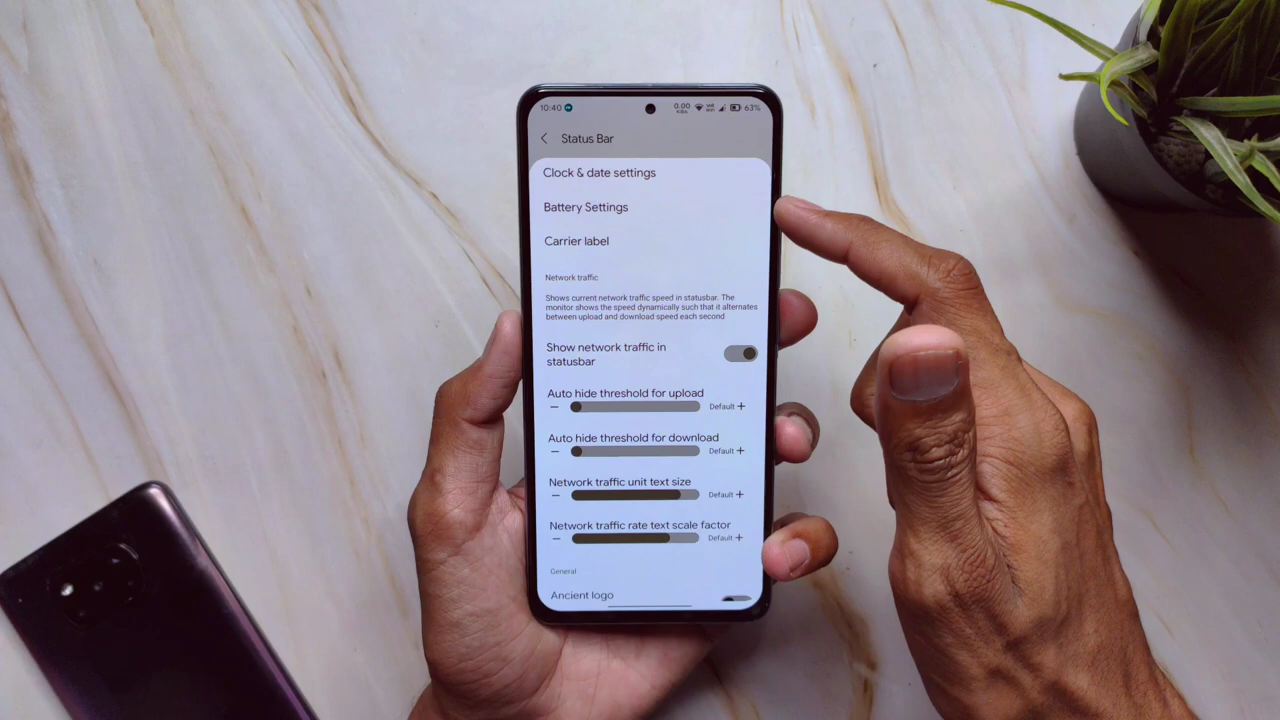 10:40 0.00 63%
KiB/s
Status Bar
Clock & date settings
Battery Settings
Carrier label
Network traffic
Shows current network traffic speed in statusbar. The
monitor shows the speed dynamically such that it alternates
between upload and download speed each second
Show network traffic in
statusbar
Auto hide threshold for upload
− Default +
Auto hide threshold for download
− Default +
Network traffic unit text size
− Default +
Network traffic rate text scale factor
− Default +
General
Ancient logo